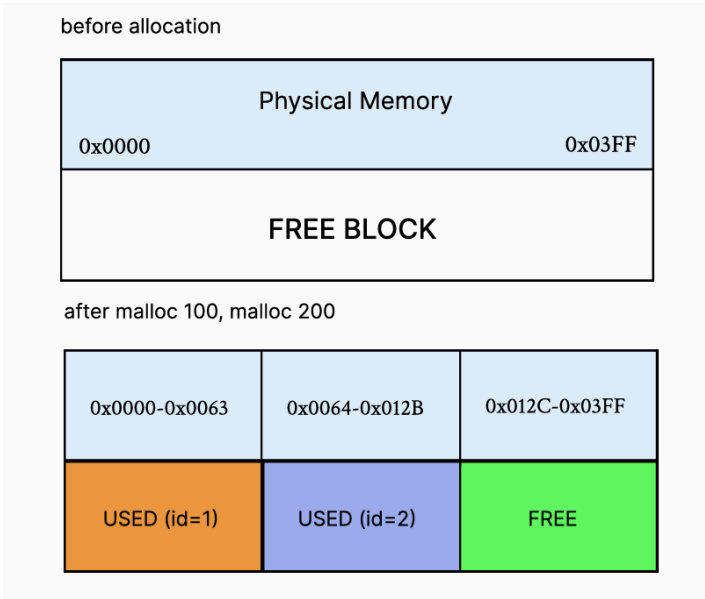 before allocation
Physical Memory
0x0000 0x03FF
FREE BLOCK
after malloc 100, malloc 200
0x0000-0x0063 0x0064-0x012B 0x012C-0x03FF
USED (id=1) USED (id=2) FREE